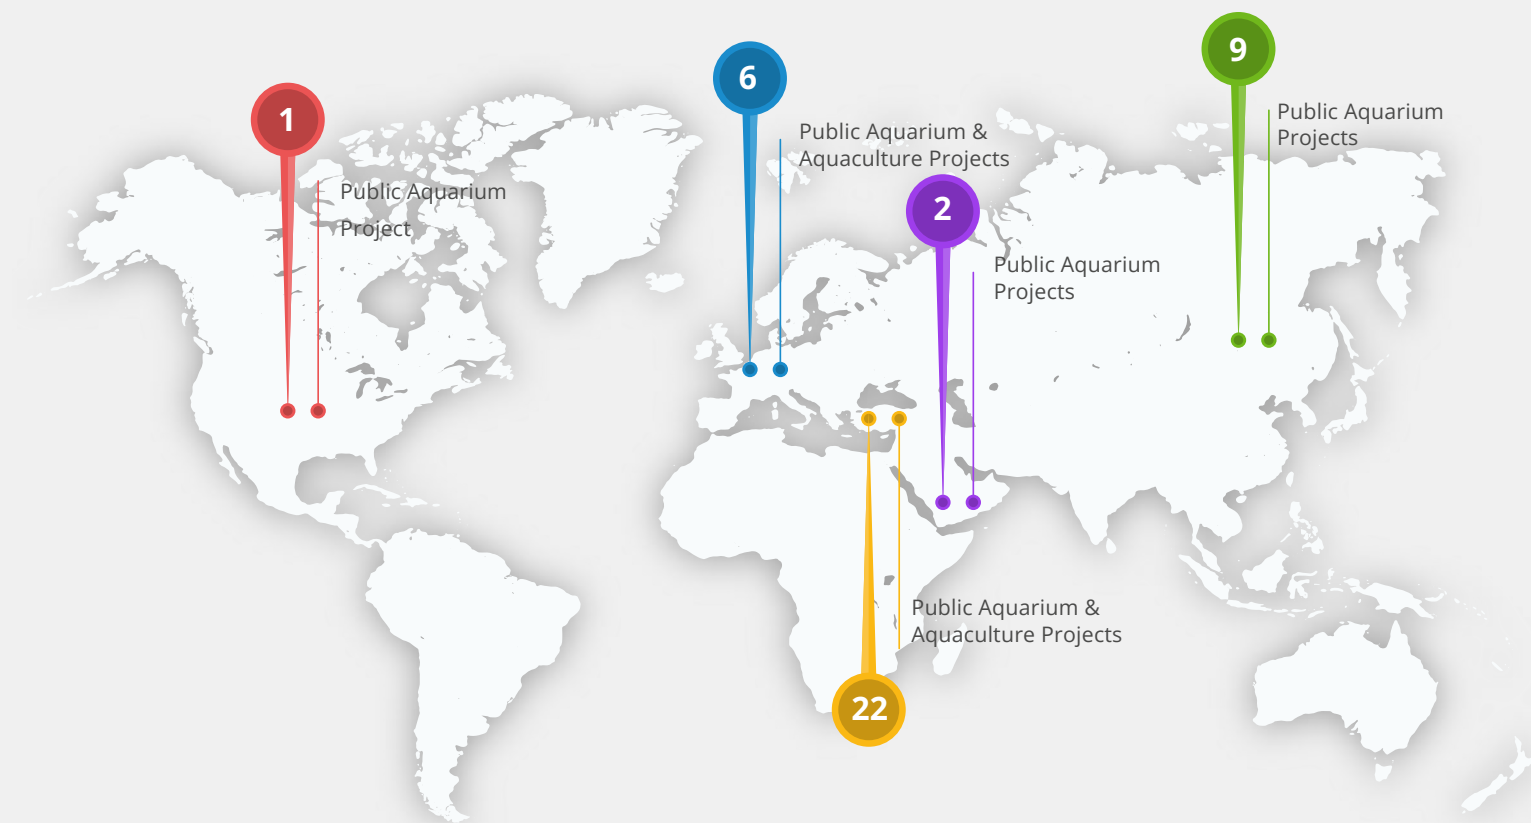 1
Public Aquarium
Project
6
Public Aquarium &
Aquaculture Projects
2
Public Aquarium
Projects
9
Public Aquarium
Projects
Public Aquarium &
Aquaculture Projects
22